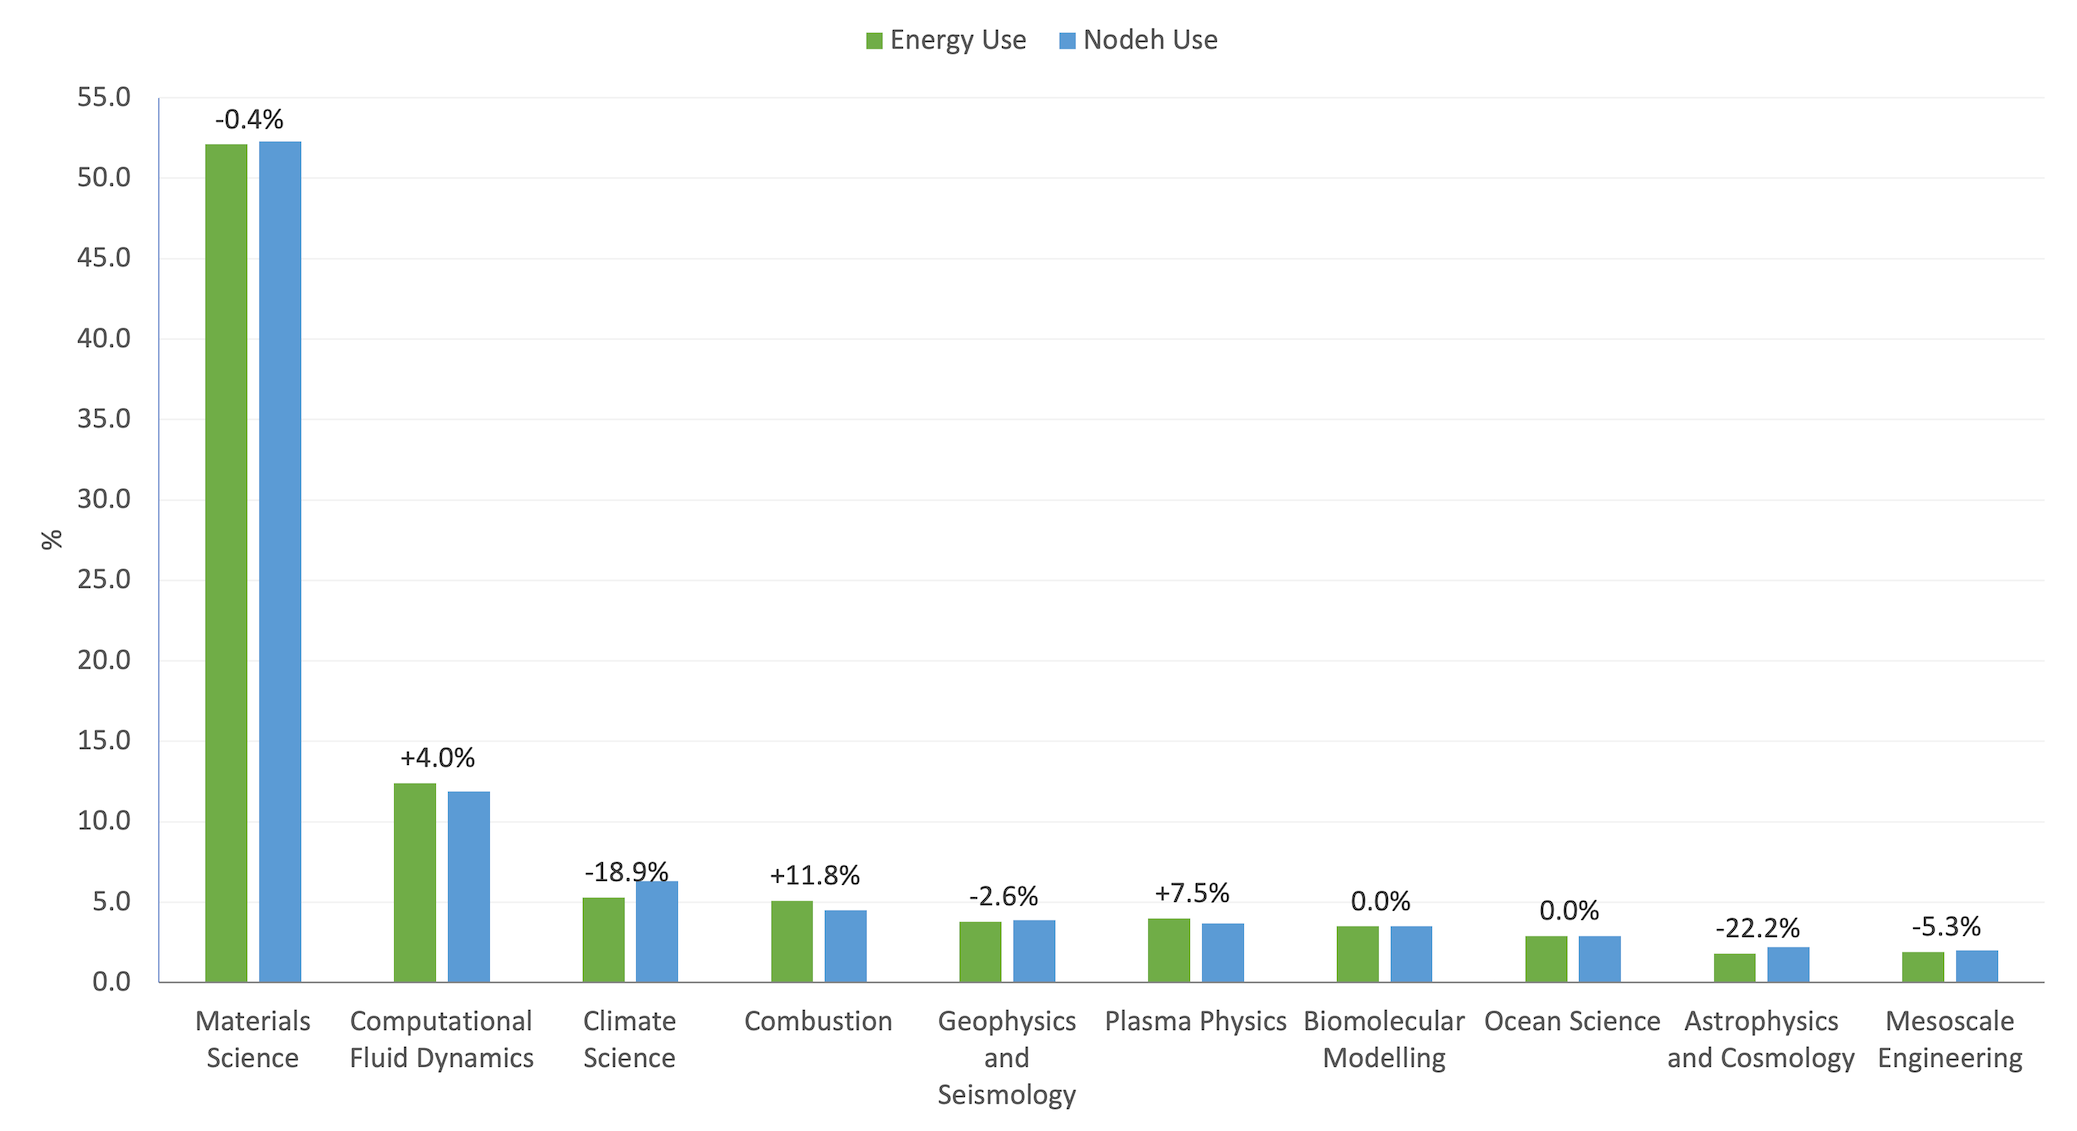 Energy Use Nodeh Use
55.0
50.0
45.0
40.0
35.0
30.0
25.0
20.0
15.0
10.0
5.0
0.0
%
-0.4%
+4.0%
-18.9%
+11.8%
-2.6%
+7.5%
0.0%
0.0%
-22.2%
-5.3%
Materials
Science
Computational
Fluid Dynamics
Climate
Science
Combustion
Geophysics
and
Seismology
Plasma Physics
Biomolecular
Modelling
Ocean Science
Astrophysics
and Cosmology
Mesoscale
Engineering